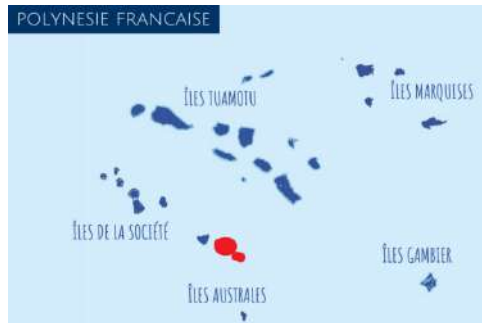 POLYNESIE FRANCAISE
ÎLES TUAMOTU
ÎLES MARQUISES
ÎLES DE LA SOCIÉTÉ
ÎLES GAMBIER
ÎLES AUSTRALES